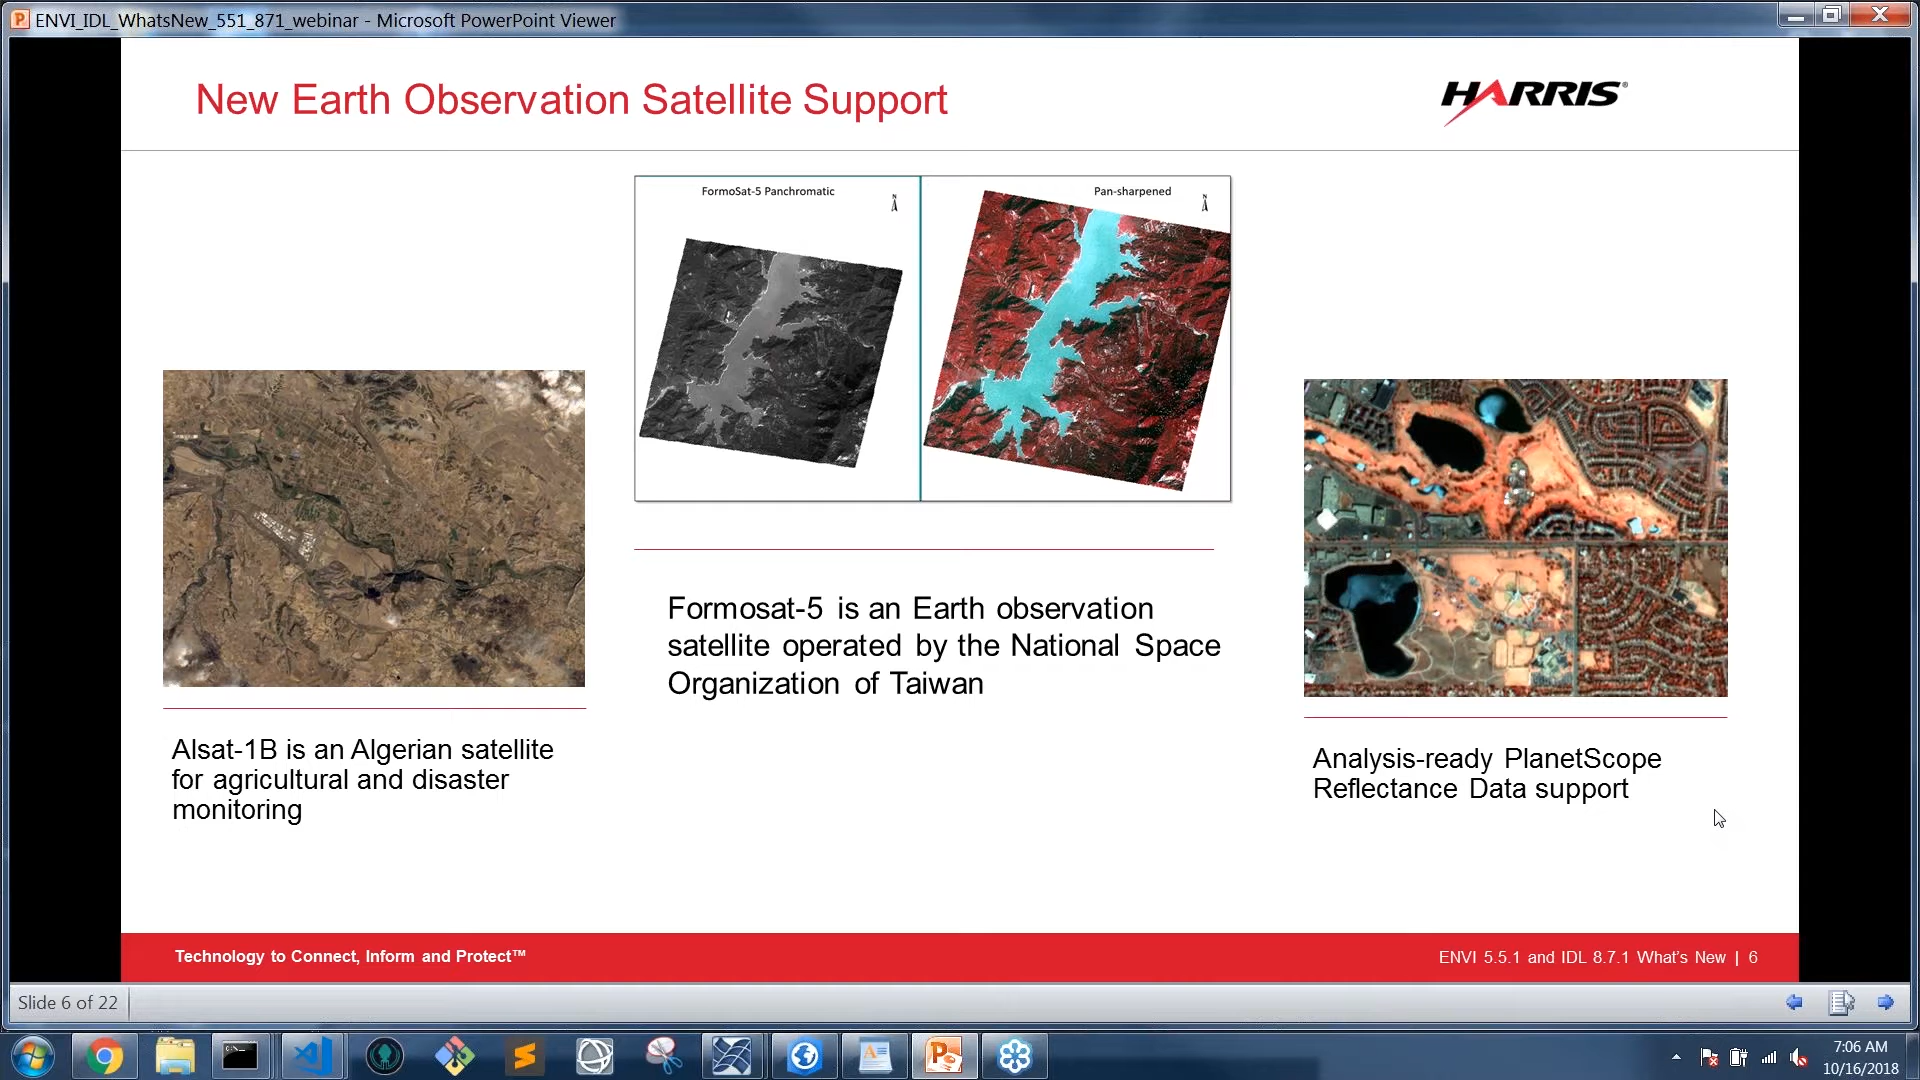 ENVI_IDL_WhatsNew_551_871_webinar - Microsoft PowerPoint Viewer
New Earth Observation Satellite Support
HARRIS®
FormoSat-5 Panchromatic
N
Pan-sharpened
N
Formosat-5 is an Earth observation
satellite operated by the National Space
Organization of Taiwan
Alsat-1B is an Algerian satellite
for agricultural and disaster
monitoring
Analysis-ready PlanetScope
Reflectance Data support
Technology to Connect, Inform and Protect™
ENVI 5.5.1 and IDL 8.7.1 What's New | 6
Slide 6 of 22
7:06 AM
10/16/2018